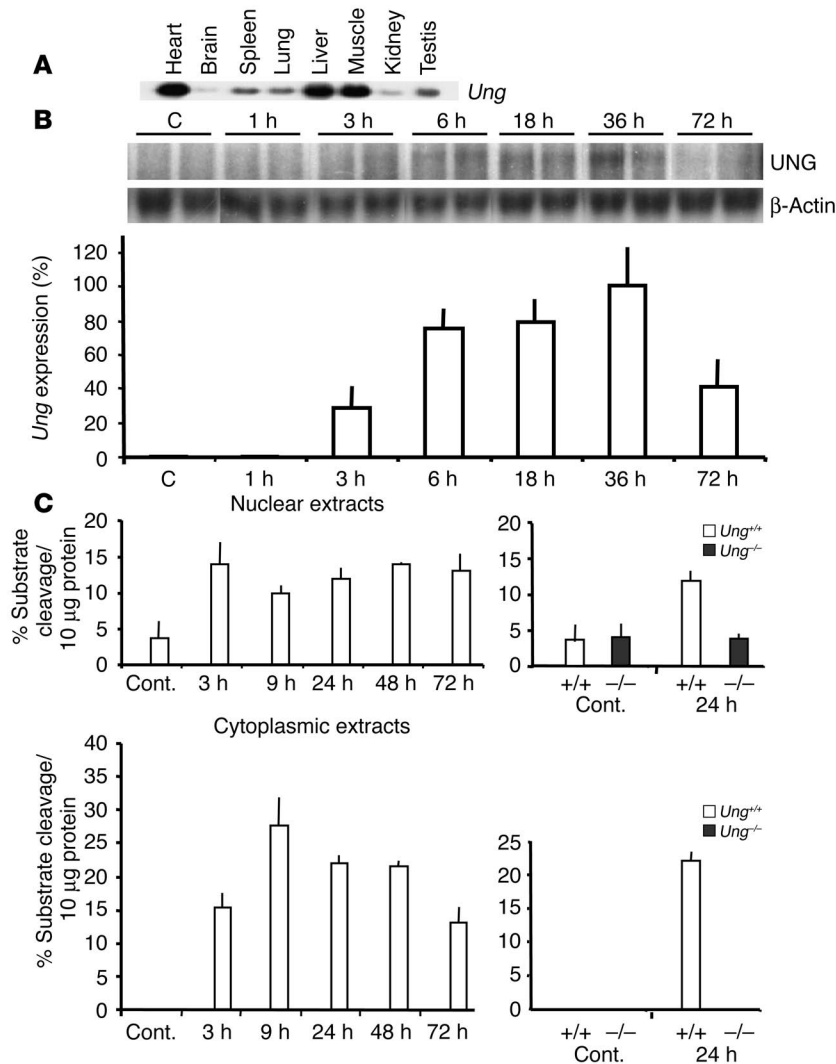 A
Heart Brain Spleen Lung Liver Muscle Kidney Testis
Ung
B
C 1 h 3 h 6 h 18 h 36 h 72 h
UNG
β-Actin
Ung expression (%)
120
100
80
60
40
20
0
C 1 h 3 h 6 h 18 h 36 h 72 h
C
Nuclear extracts
% Substrate
cleavage/
10 µg protein
20
15
10
5
0
Cont. 3 h 9 h 24 h 48 h 72 h
20
15
10
5
0
Ung+/+
Ung–/–
+/+ –/– +/+ –/–
Cont. 24 h
Cytoplasmic extracts
% Substrate cleavage/
10 µg protein
40
35
30
25
20
15
10
5
0
Cont. 3 h 9 h 24 h 48 h 72 h
Ung+/+
Ung–/–
25
20
15
10
5
0
+/+ –/– +/+ –/–
Cont. 24 h